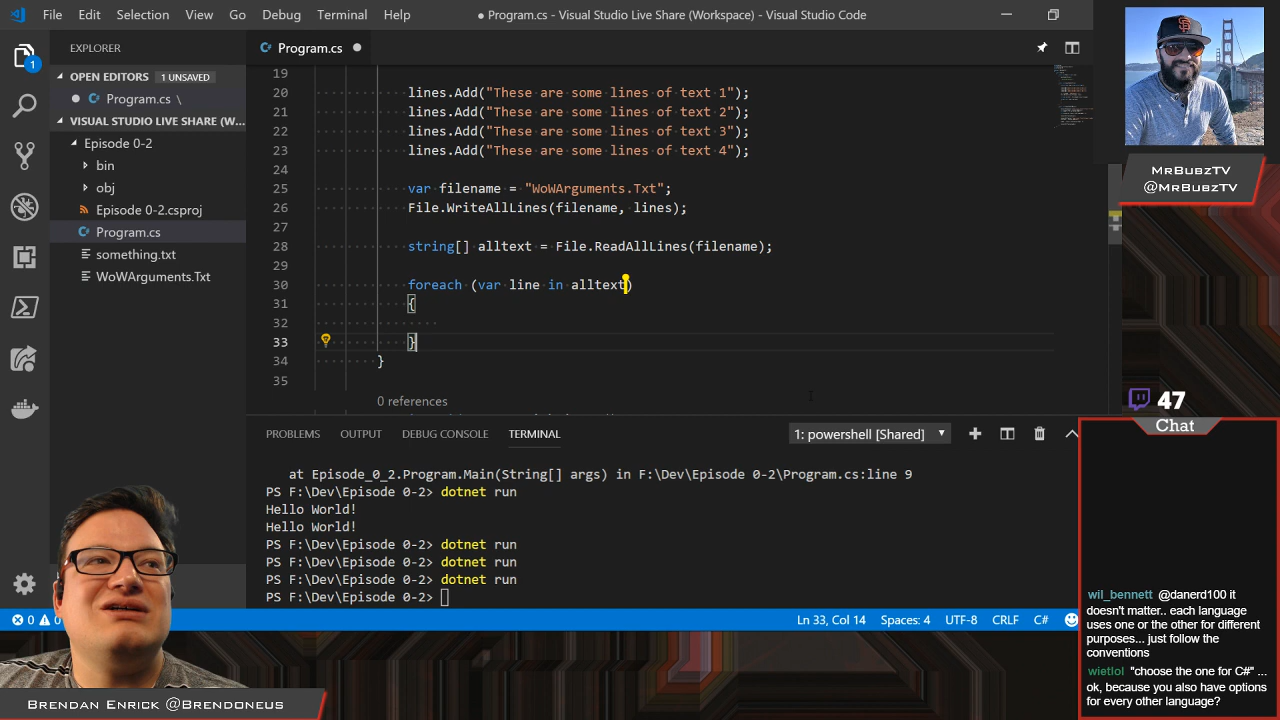 File Edit Selection View Go Debug Terminal Help
● Program.cs - Visual Studio Live Share (Workspace) - Visual Studio Code
EXPLORER
OPEN EDITORS 1 UNSAVED
Program.cs \
VISUAL STUDIO LIVE SHARE (W...
Episode 0-2
bin
obj
Episode 0-2.csproj
Program.cs
something.txt
WoWArguments.Txt
1
Program.cs
19
20 lines.Add("These are some lines of text 1");
21 lines.Add("These are some lines of text 2");
22 lines.Add("These are some lines of text 3");
23 lines.Add("These are some lines of text 4");
24
25 var filename = "WoWArguments.Txt";
26 File.WriteAllLines(filename, lines);
27
28 string[] alltext = File.ReadAllLines(filename);
29
30 foreach (var line in alltext)
31 {
32
33 }
34 }
35
0 references
PROBLEMS OUTPUT DEBUG CONSOLE TERMINAL
1: powershell [Shared]
at Episode_0_2.Program.Main(String[] args) in F:\Dev\Episode 0-2\Program.cs:line 9
PS F:\Dev\Episode 0-2> dotnet run
Hello World!
Hello World!
PS F:\Dev\Episode 0-2> dotnet run
PS F:\Dev\Episode 0-2> dotnet run
PS F:\Dev\Episode 0-2> dotnet run
PS F:\Dev\Episode 0-2>
0 0
Ln 33, Col 14 Spaces: 4 UTF-8 CRLF C#
MrBubzTV
@MrBubzTV
47
Chat
wil_bennett @danerd100 it
doesn't matter.. each language
uses one or the other for different
purposes... just follow the
conventions
wietlol "choose the one for C#" ...
ok, because you also have options
for every other language?
Brendan Enrick @Brendoneus